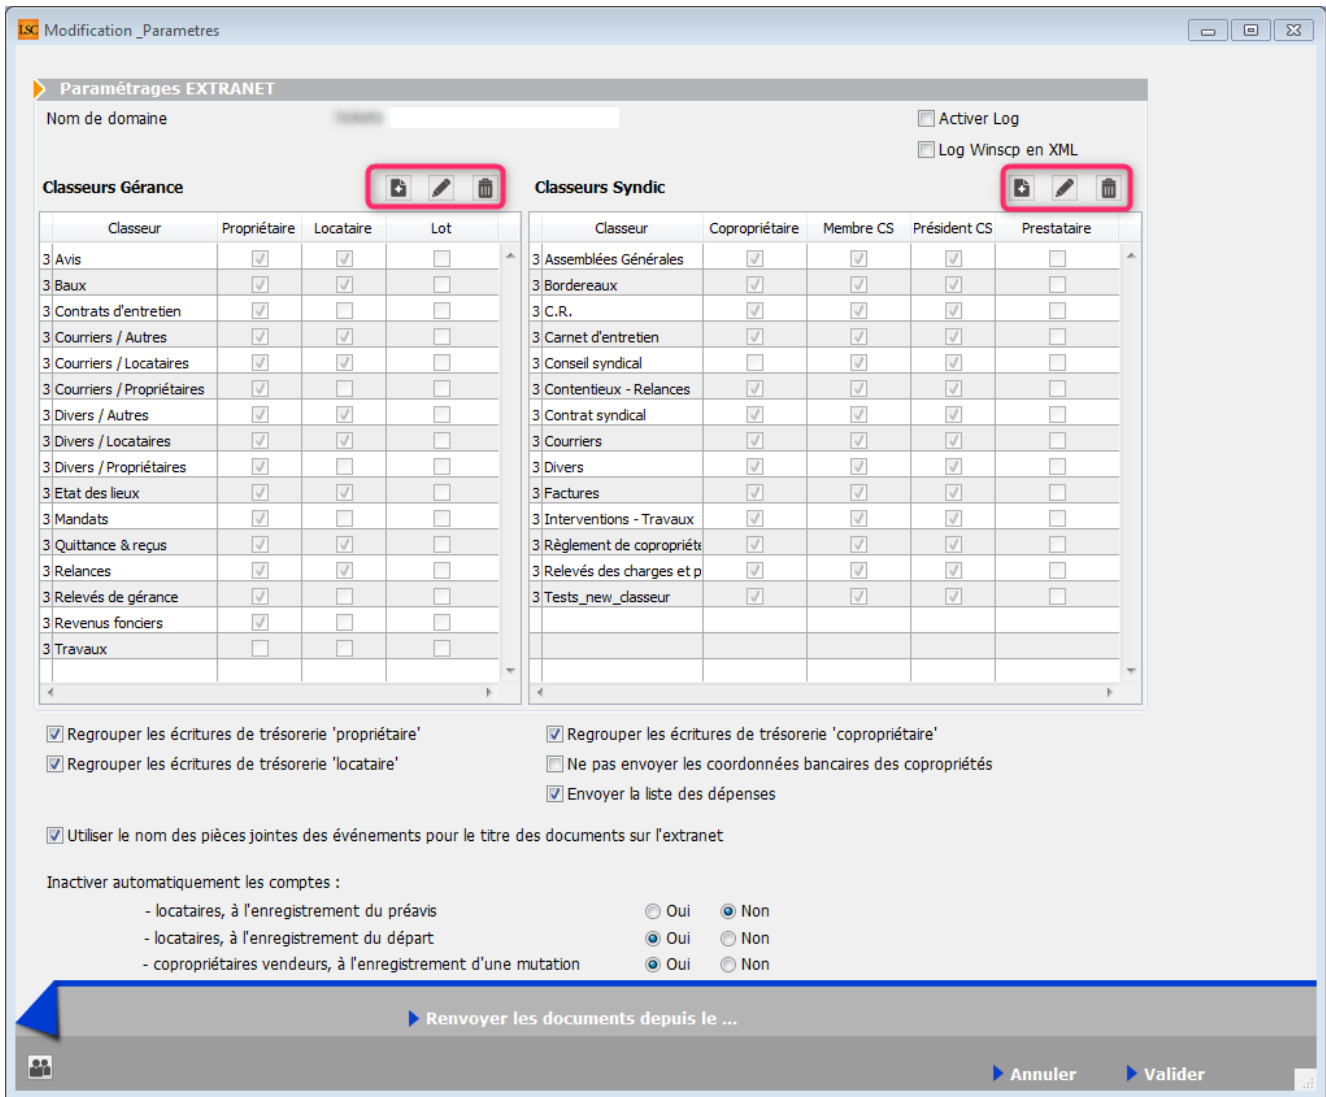 LSC Modification _Parametres
Paramétrages EXTRANET
Nom de domaine
Activer Log
Log Winscp en XML
Classeurs Gérance
Classeur Propriétaire Locataire Lot
3 Avis
3 Baux
3 Contrats d'entretien
3 Courriers / Autres
3 Courriers / Locataires
3 Courriers / Propriétaires
3 Divers / Autres
3 Divers / Locataires
3 Divers / Propriétaires
3 Etat des lieux
3 Mandats
3 Quittance & reçus
3 Relances
3 Relevés de gérance
3 Revenus fonciers
3 Travaux
Classeurs Syndic
Classeur Copropriétaire Membre CS Président CS Prestataire
3 Assemblées Générales
3 Bordereaux
3 C.R.
3 Carnet d'entretien
3 Conseil syndical
3 Contentieux - Relances
3 Contrat syndical
3 Courriers
3 Divers
3 Factures
3 Interventions - Travaux
3 Règlement de copropriéte
3 Relevés des charges et p
3 Tests_new_classeur
Regrouper les écritures de trésorerie 'propriétaire'
Regrouper les écritures de trésorerie 'locataire'
Regrouper les écritures de trésorerie 'copropriétaire'
Ne pas envoyer les coordonnées bancaires des copropriétés
Envoyer la liste des dépenses
Utiliser le nom des pièces jointes des événements pour le titre des documents sur l'extranet
Inactiver automatiquement les comptes :
- locataires, à l'enregistrement du préavis Oui Non
- locataires, à l'enregistrement du départ Oui Non
- copropriétaires vendeurs, à l'enregistrement d'une mutation Oui Non
Renvoyer les documents depuis le ...
Annuler Valider